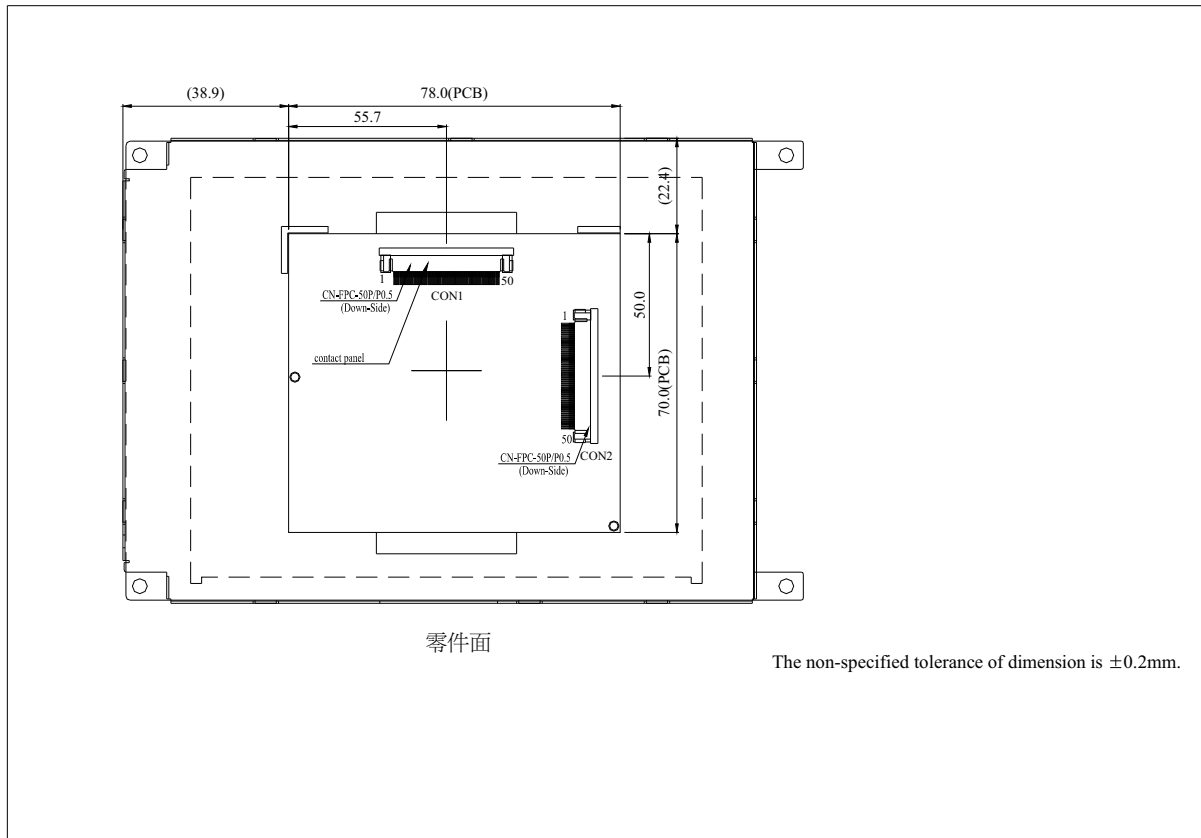 (38.9)
78.0(PCB)
55.7
(22.4)
1
50
CN-FPC-50P/P0.5
(Down-Side)
CON1
contact panel
50.0
70.0(PCB)
1
50
CN-FPC-50P/P0.5
(Down-Side)
CON2
零件面
The non-specified tolerance of dimension is ±0.2mm.